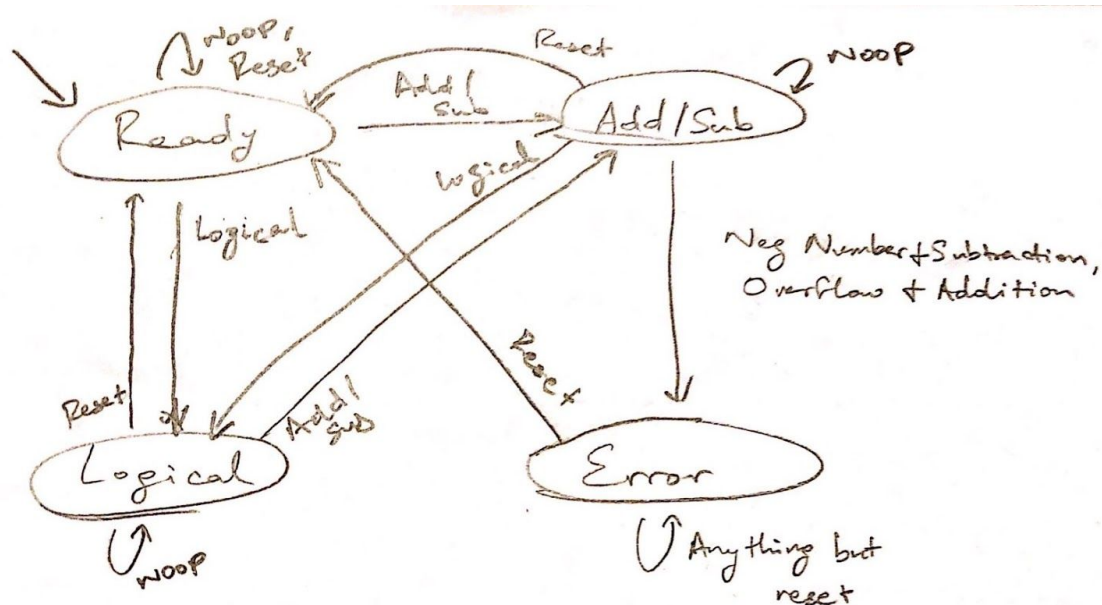 NOOP,
Reset
Reset
NOOP
Ready
Add/
Sub
Add/Sub
Logical
Logical
Neg Number + Subtraction,
Overflow + Addition
Reset
Reset
Add/
Sub
Logical
Error
NOOP
Anything but
reset